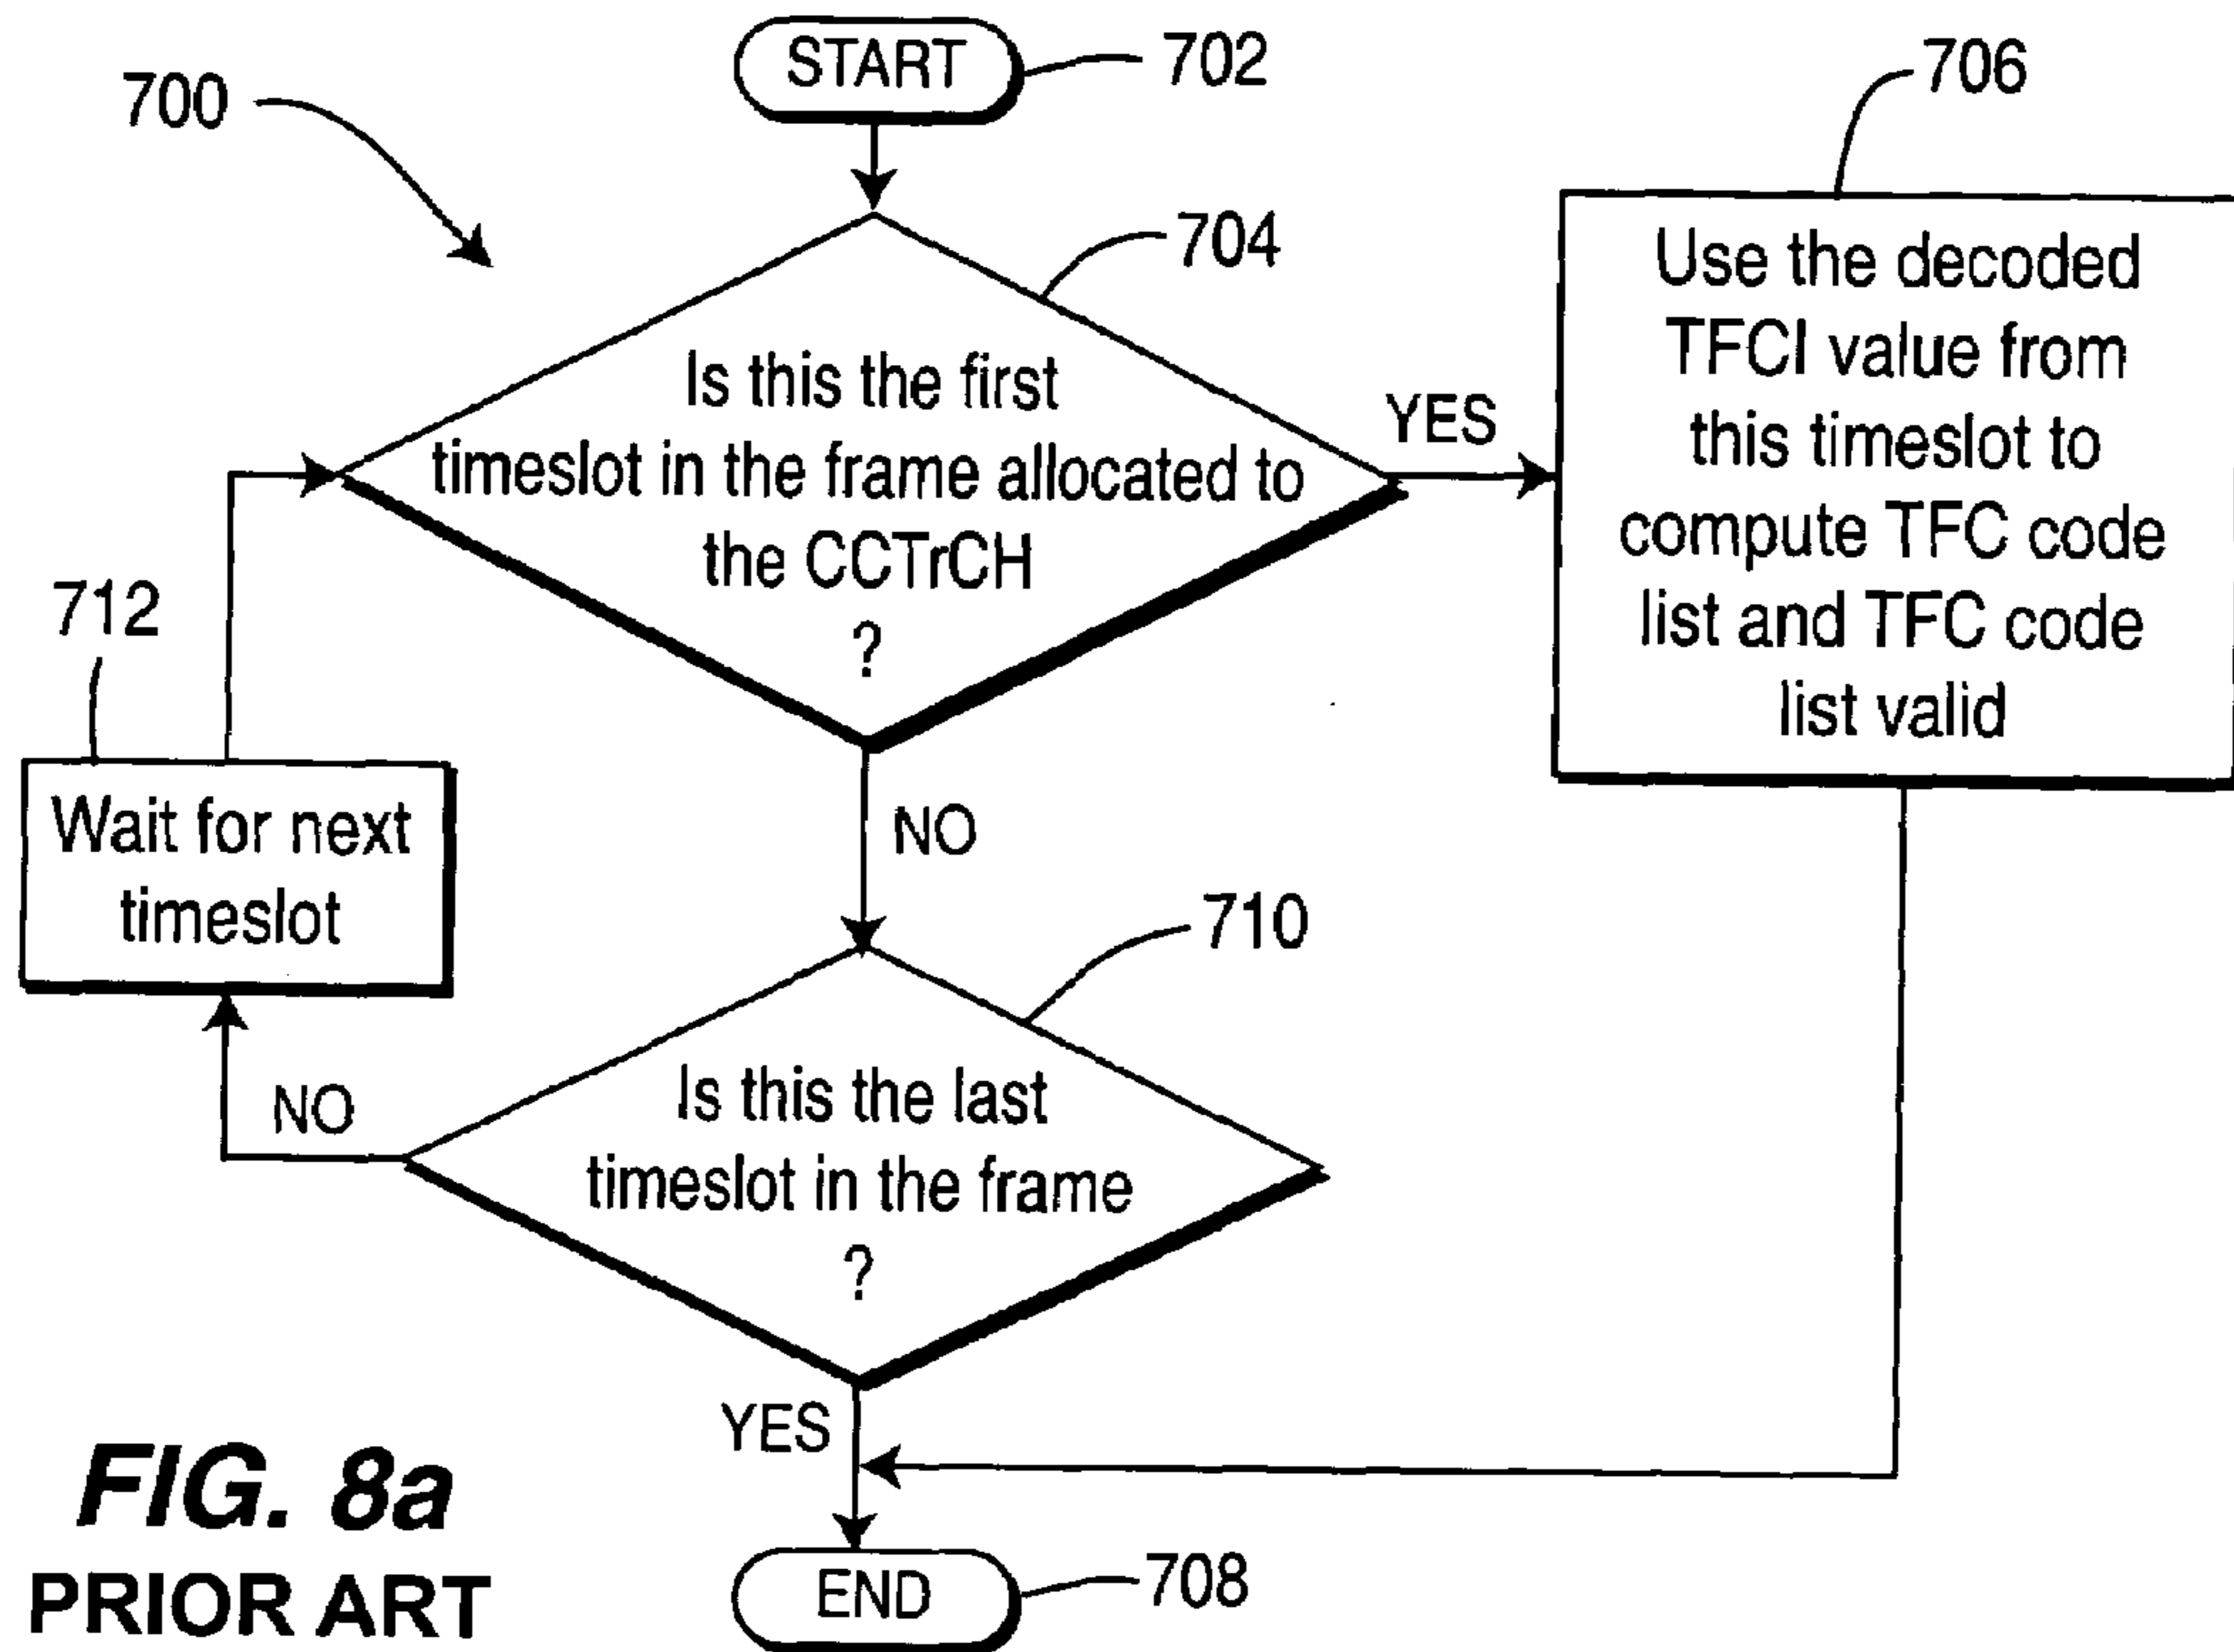 START
702
700
706
704
Is this the first
timeslot in the frame allocated to
the CCTrCH
?
YES
Use the decoded
TFCI value from
this timeslot to
compute TFC code
list and TFC code
list valid
712
Wait for next
timeslot
NO
710
Is this the last
timeslot in the frame
?
NO
YES
END
708
FIG. 8a
PRIOR ART